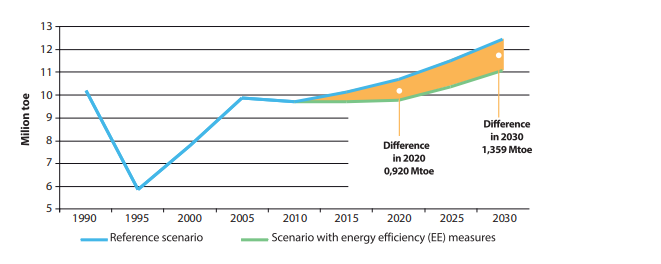 Milion toe
13
12
11
10
9
8
7
6
5
1990 1995 2000 2005 2010 2015 2020 2025 2030
Difference
in 2020
0,920 Mtoe
Difference
in 2030
1,359 Mtoe
Reference scenario
Scenario with energy efficiency (EE) measures